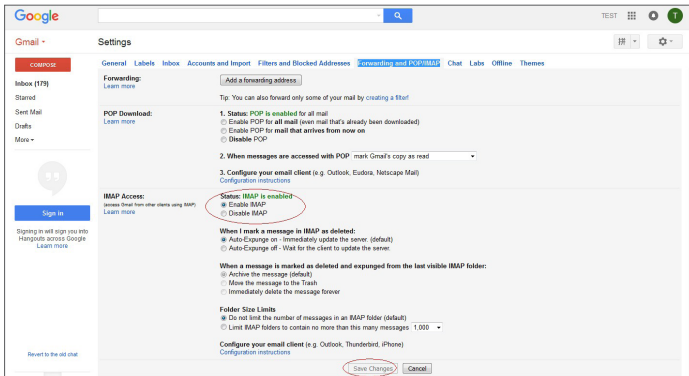 Google
TEST
T
Gmail
Settings
拼
COMPOSE
General Labels Inbox Accounts and Import Filters and Blocked Addresses Forwarding and POP/IMAP Chat Labs Offline Themes
Inbox (179)
Starred
Sent Mail
Drafts
More
Forwarding:
Learn more
Add a forwarding address
Tip: You can also forward only some of your mail by creating a filter!
POP Download:
Learn more
1. Status: POP is enabled for all mail
Enable POP for all mail (even mail that's already been downloaded)
Enable POP for mail that arrives from now on
Disable POP
2. When messages are accessed with POP mark Gmail's copy as read
3. Configure your email client (e.g. Outlook, Eudora, Netscape Mail)
Configuration instructions
Sign in
Signing in will sign you into
Hangouts across Google
Learn more
IMAP Access:
(access Gmail from other clients using IMAP)
Learn more
Status: IMAP is enabled
Enable IMAP
Disable IMAP
When I mark a message in IMAP as deleted:
Auto-Expunge on - Immediately update the server. (default)
Auto-Expunge off - Wait for the client to update the server.
When a message is marked as deleted and expunged from the last visible IMAP folder:
Archive the message (default)
Move the message to the Trash
Immediately delete the message forever
Folder Size Limits
Do not limit the number of messages in an IMAP folder (default)
Limit IMAP folders to contain no more than this many messages 1,000
Configure your email client (e.g. Outlook, Thunderbird, iPhone)
Configuration instructions
Revert to the old chat
Save Changes Cancel